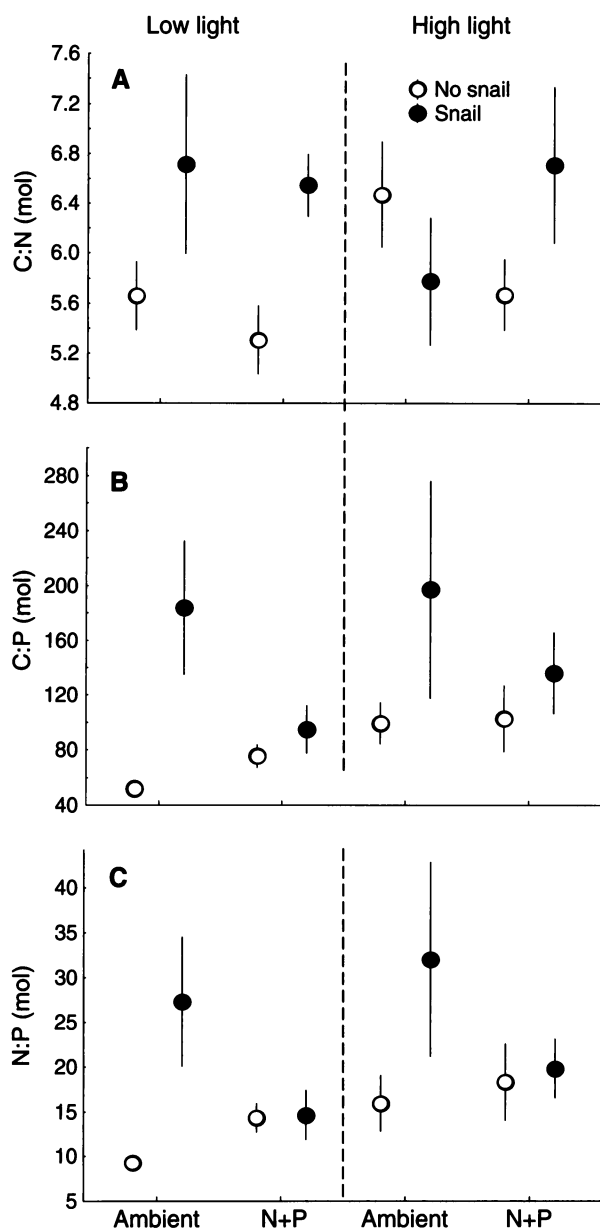 Low light High light
A
No snail
Snail
7.6
7.2
6.8
6.4
6.0
5.6
5.2
4.8
C:N (mol)
B
280
240
200
160
120
80
40
C:P (mol)
C
40
35
30
25
20
15
10
5
N:P (mol)
Ambient N+P Ambient N+P